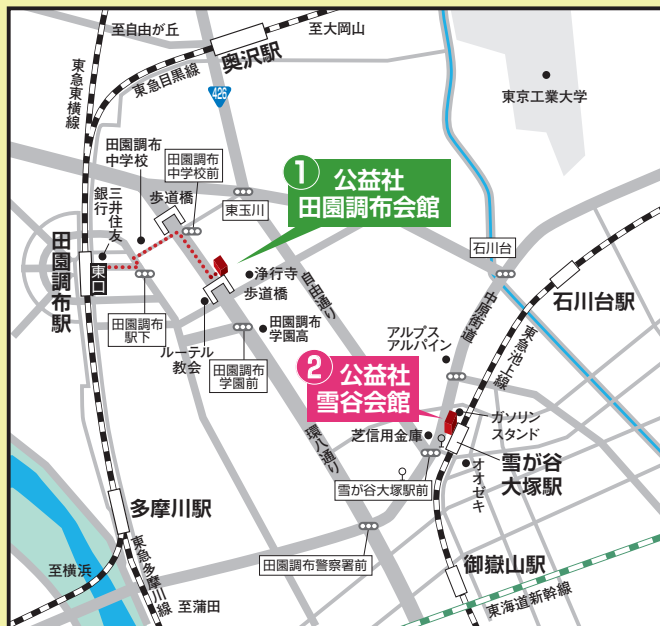 至自由が丘
至大岡山
奥沢駅
東急東横線
東急目黒線
426
東京工業大学
田園調布
中学校
田園調布
中学校前
①
公益社
田園調布会館
歩道橋
東玉川
三井住友
銀行
石川台
田園調布駅
東口
浄行寺
歩道橋
自由通り
中原街道
石川台駅
田園調布
駅下
ルーテル
教会
田園調布
学園前
田園調布
学園高
アルプス
アルパイン
東急池上線
②
公益社
雪谷会館
ガソリン
スタンド
芝信用金庫
環八通り
雪が谷大塚駅前
オオゼキ
雪が谷
大塚駅
多摩川駅
田園調布警察署前
御嶽山駅
至横浜
東急多摩川線
至蒲田
東海道新幹線